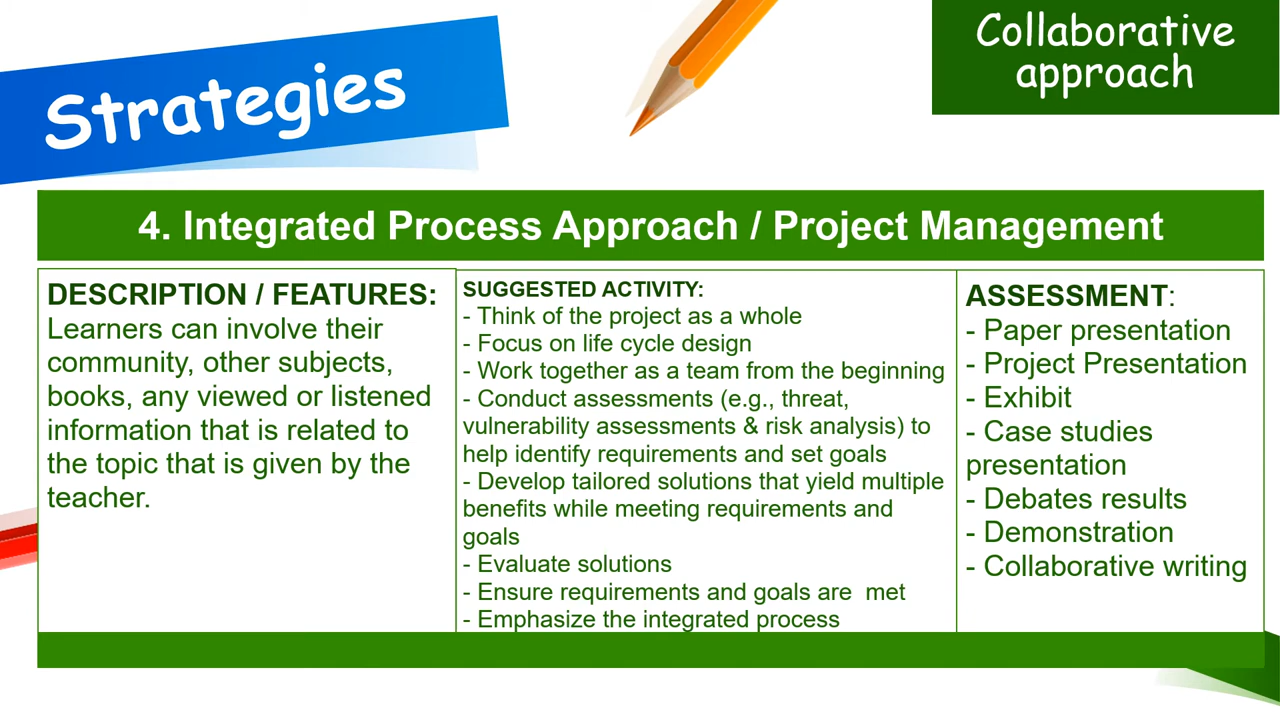 Strategies
Collaborative
approach
4. Integrated Process Approach / Project Management
DESCRIPTION / FEATURES:
Learners can involve their
community, other subjects,
books, any viewed or listened
information that is related to
the topic that is given by the
teacher.
SUGGESTED ACTIVITY:
- Think of the project as a whole
- Focus on life cycle design
- Work together as a team from the beginning
- Conduct assessments (e.g., threat,
vulnerability assessments & risk analysis) to
help identify requirements and set goals
- Develop tailored solutions that yield multiple
benefits while meeting requirements and
goals
- Evaluate solutions
- Ensure requirements and goals are  met
- Emphasize the integrated process
ASSESSMENT:
- Paper presentation
- Project Presentation
- Exhibit
- Case studies
presentation
- Debates results
- Demonstration
- Collaborative writing